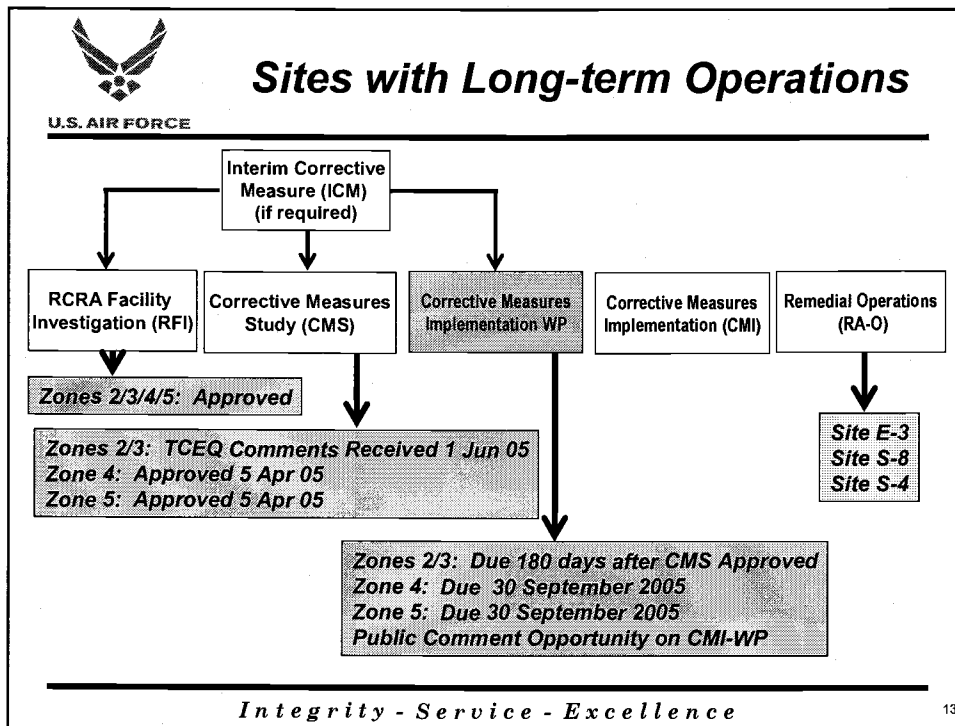 Sites with Long-term Operations
U.S. AIR FORCE
Interim Corrective
Measure (ICM)
(if required)
RCRA Facility
Investigation (RFI)
Corrective Measures
Study (CMS)
Corrective Measures
Implementation WP
Corrective Measures
Implementation (CMI)
Remedial Operations
(RA-O)
Zones 2/3/4/5: Approved
Zones 2/3: TCEQ Comments Received 1 Jun 05
Zone 4: Approved 5 Apr 05
Zone 5: Approved 5 Apr 05
Site E-3
Site S-8
Site S-4
Zones 2/3: Due 180 days after CMS Approved
Zone 4: Due 30 September 2005
Zone 5: Due 30 September 2005
Public Comment Opportunity on CMI-WP
Integrity - Service - Excellence
13